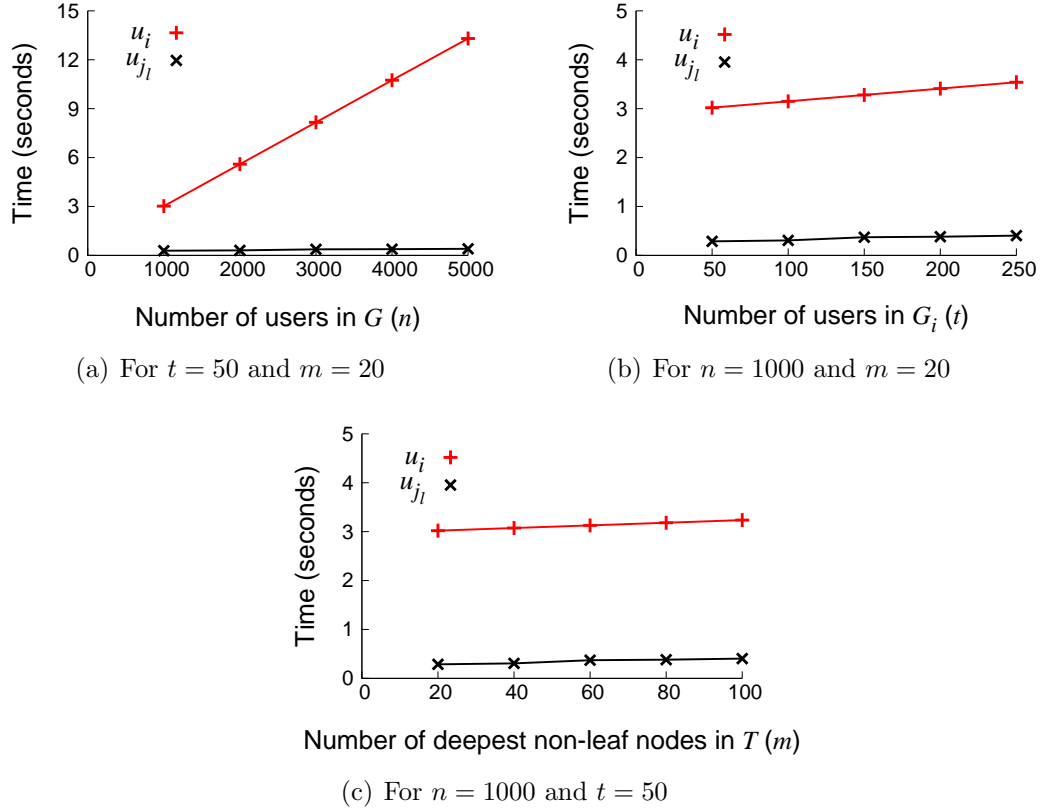 15
12
9
6
3
0
Time (seconds)
u_i
u_{j_l}
0 1000 2000 3000 4000 5000
Number of users in G (n)
(a) For t = 50 and m = 20
5
4
3
2
1
0
Time (seconds)
u_i
u_{j_l}
0 50 100 150 200 250
Number of users in G_i (t)
(b) For n = 1000 and m = 20
5
4
3
2
1
0
Time (seconds)
u_i
u_{j_l}
0 20 40 60 80 100
Number of deepest non-leaf nodes in T (m)
(c) For n = 1000 and t = 50